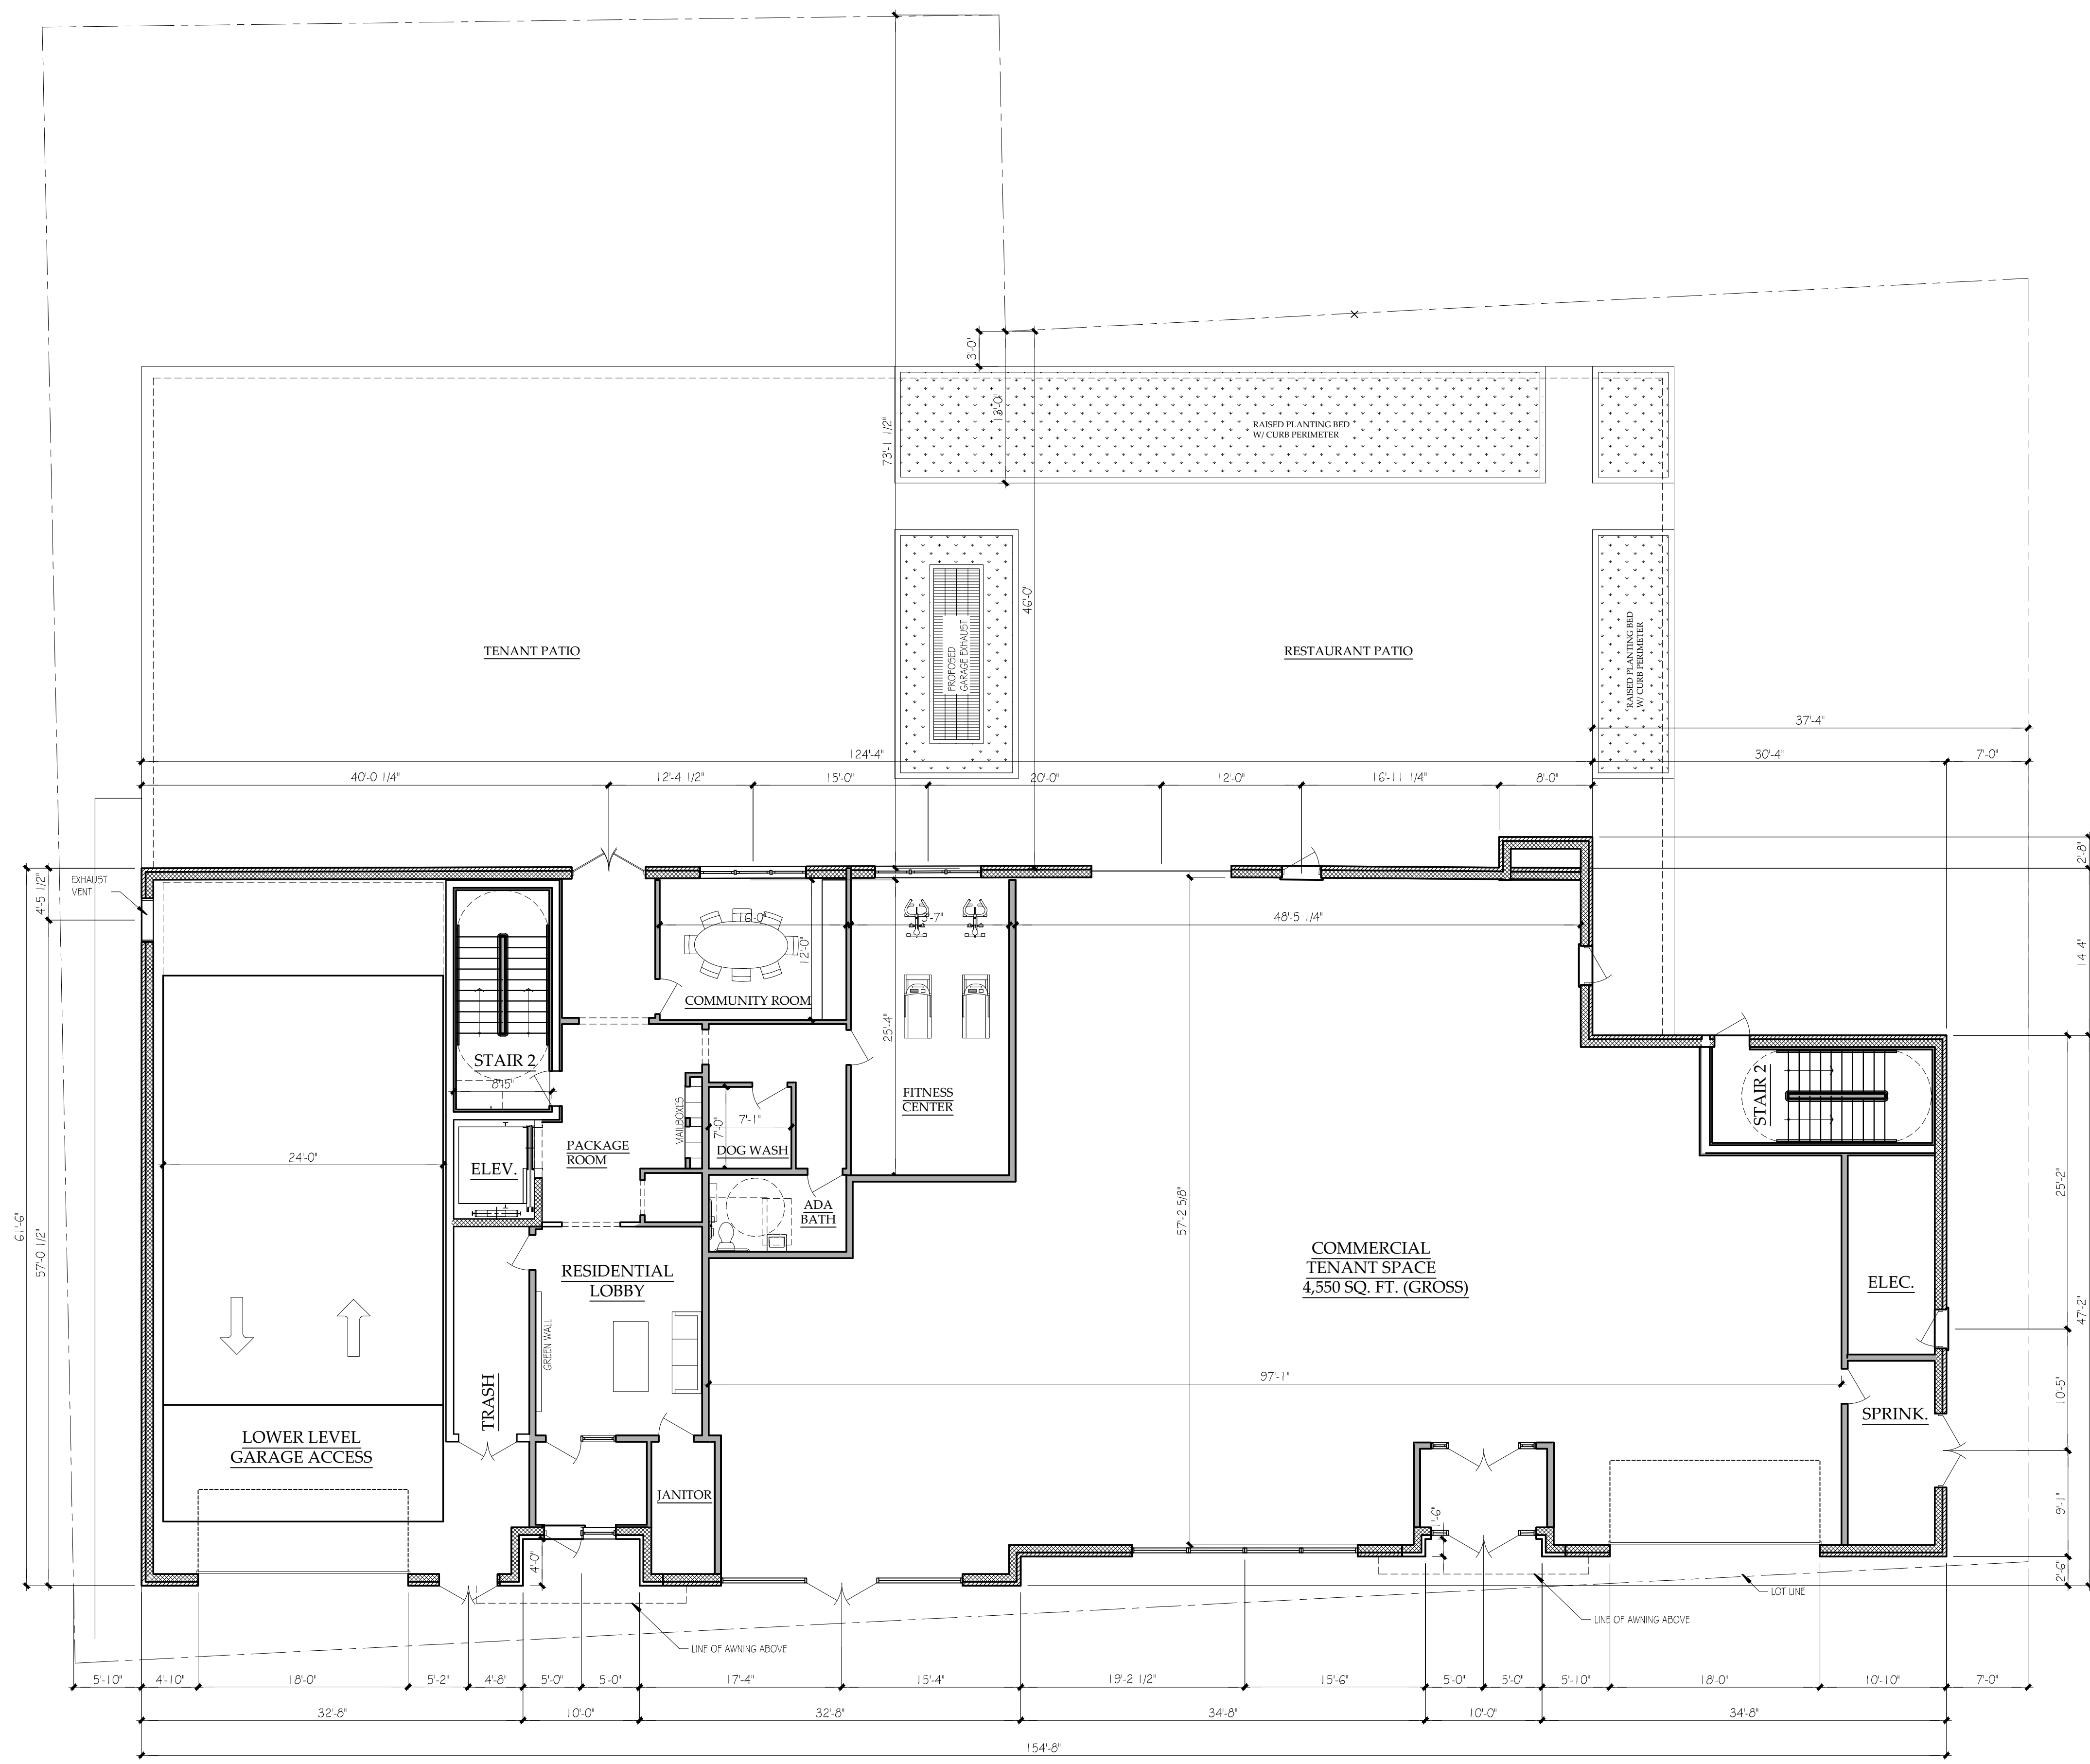 3'-0"
13'-0"
73'-1 1/2"
RAISED PLANTING BED
W/ CURB PERIMETER
46'-0"
TENANT PATIO
PROPOSED
GARAGE EXHAUST
RESTAURANT PATIO
RAISED PLANTING BED
W/ CURB PERIMETER
37'-4"
124'-4"
30'-4"
7'-0"
40'-0 1/4"
12'-4 1/2"
15'-0"
20'-0"
12'-0"
16'-11 1/4"
8'-0"
2'-8"
EXHAUST
VENT
4'-5 1/2"
16'-0"
48'-5 1/4"
12'-0"
14'-4"
COMMUNITY ROOM
25'-4"
STAIR 2
8'-5"
FITNESS
CENTER
STAIR 2
MAILBOXES
7'-1"
7'-0"
DOG WASH
PACKAGE
ROOM
24'-0"
ELEV.
ADA
BATH
25'-2"
61'-6"
57'-0 1/2"
57'-2 5/8"
COMMERCIAL
TENANT SPACE
4,550 SQ. FT. (GROSS)
RESIDENTIAL
LOBBY
ELEC.
47'-2"
GREEN WALL
97'-1"
TRASH
10'-5"
SPRINK.
LOWER LEVEL
GARAGE ACCESS
JANITOR
1'-6"
9'-1"
4'-0"
2'-6"
LOT LINE
LINE OF AWNING ABOVE
LINE OF AWNING ABOVE
5'-10"
4'-10"
18'-0"
5'-2"
4'-8"
5'-0"
5'-0"
17'-4"
15'-4"
19'-2 1/2"
15'-6"
5'-0"
5'-0"
5'-10"
18'-0"
10'-10"
7'-0"
32'-8"
10'-0"
32'-8"
34'-8"
10'-0"
34'-8"
154'-8"